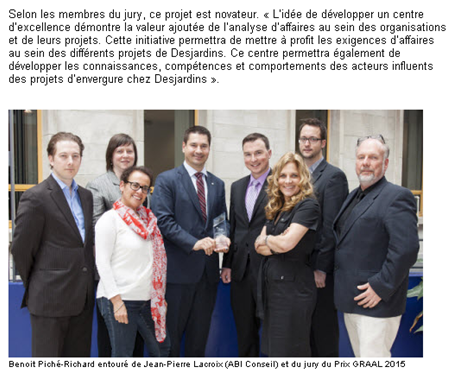 Selon les membres du jury, ce projet est novateur. « L'idée de développer un centre
d'excellence démontre la valeur ajoutée de l'analyse d'affaires au sein des organisations
et de leurs projets. Cette initiative permettra de mettre à profit les exigences d'affaires
au sein des différents projets de Desjardins. Ce centre permettra également de
développer les connaissances, compétences et comportements des acteurs influents
des projets d'envergure chez Desjardins ».
Benoit Piché-Richard entouré de Jean-Pierre Lacroix (ABI Conseil) et du jury du Prix GRAAL 2015